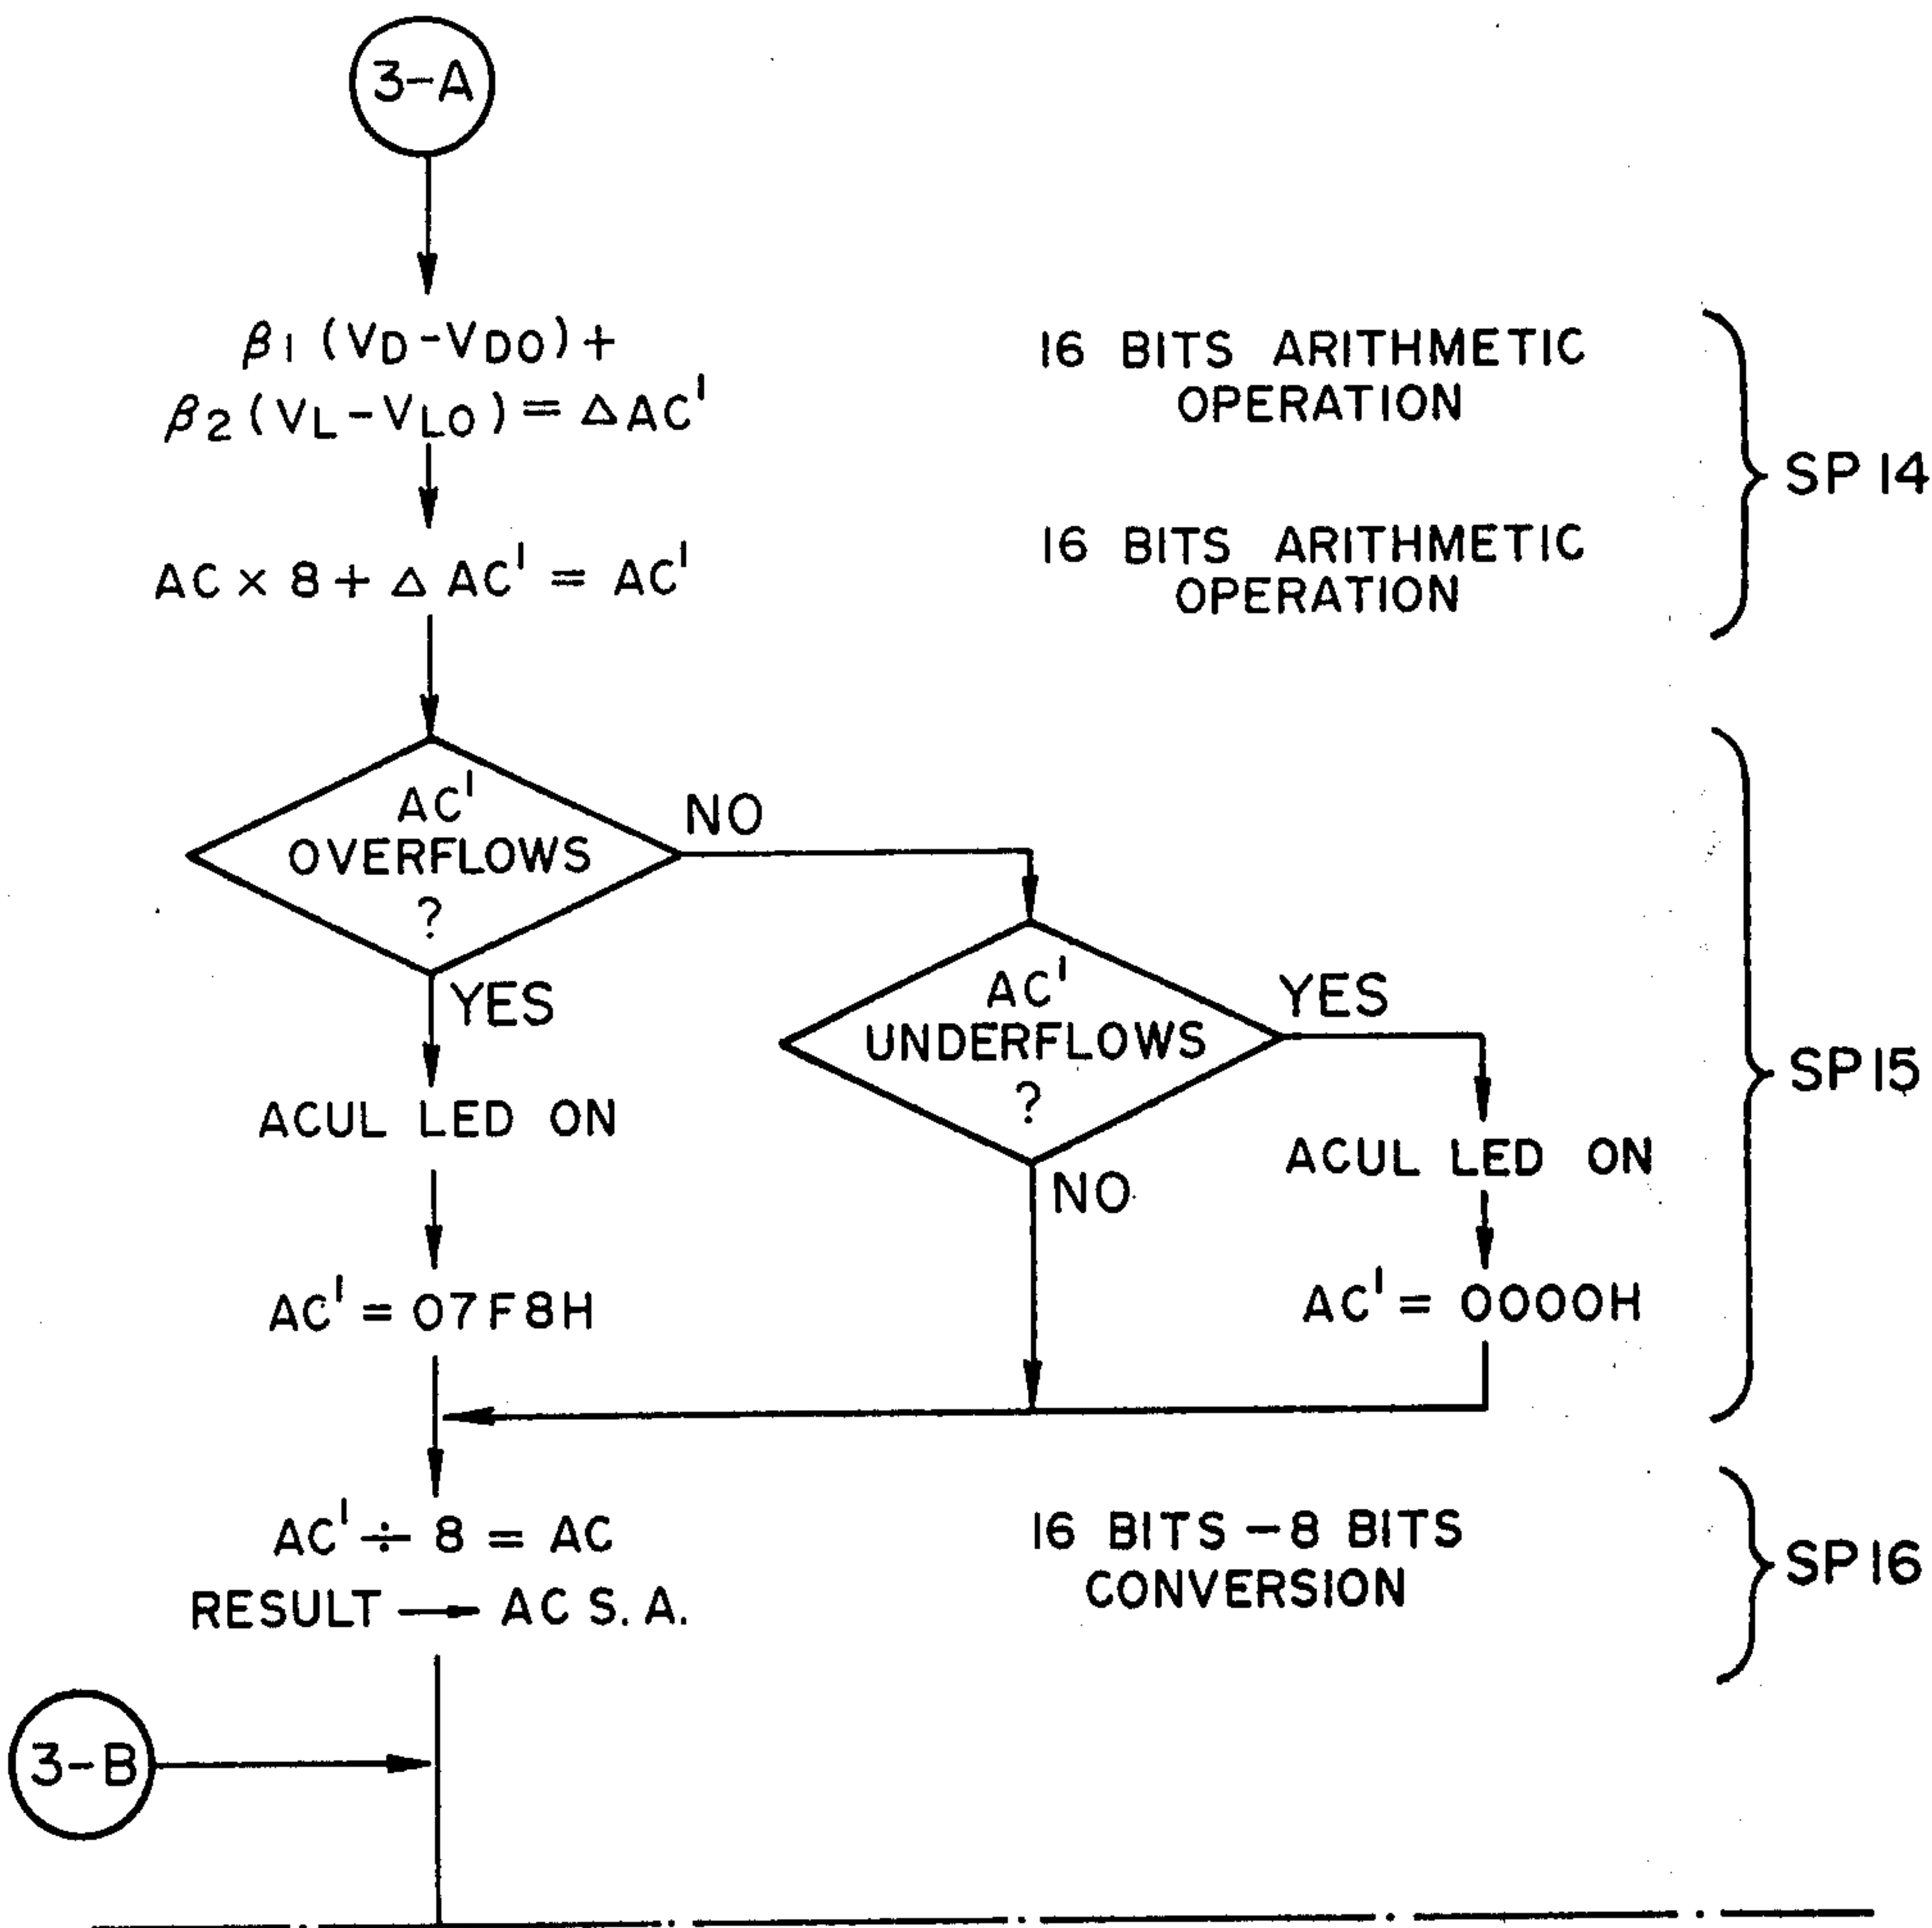 3-A
β1 (VD-VDO)+
β2 (VL-VLO) = △AC'
16 BITS ARITHMETIC
OPERATION
SP 14
AC × 8 + △ AC' = AC'
16 BITS ARITHMETIC
OPERATION
AC'
OVERFLOWS
?
NO
YES
AC'
UNDERFLOWS
?
YES
NO
SP15
ACUL LED ON
ACUL LED ON
AC' = 07F8H
AC' = 0000H
AC' ÷ 8 = AC
RESULT → AC S. A.
16 BITS -8 BITS
CONVERSION
SP16
3-B